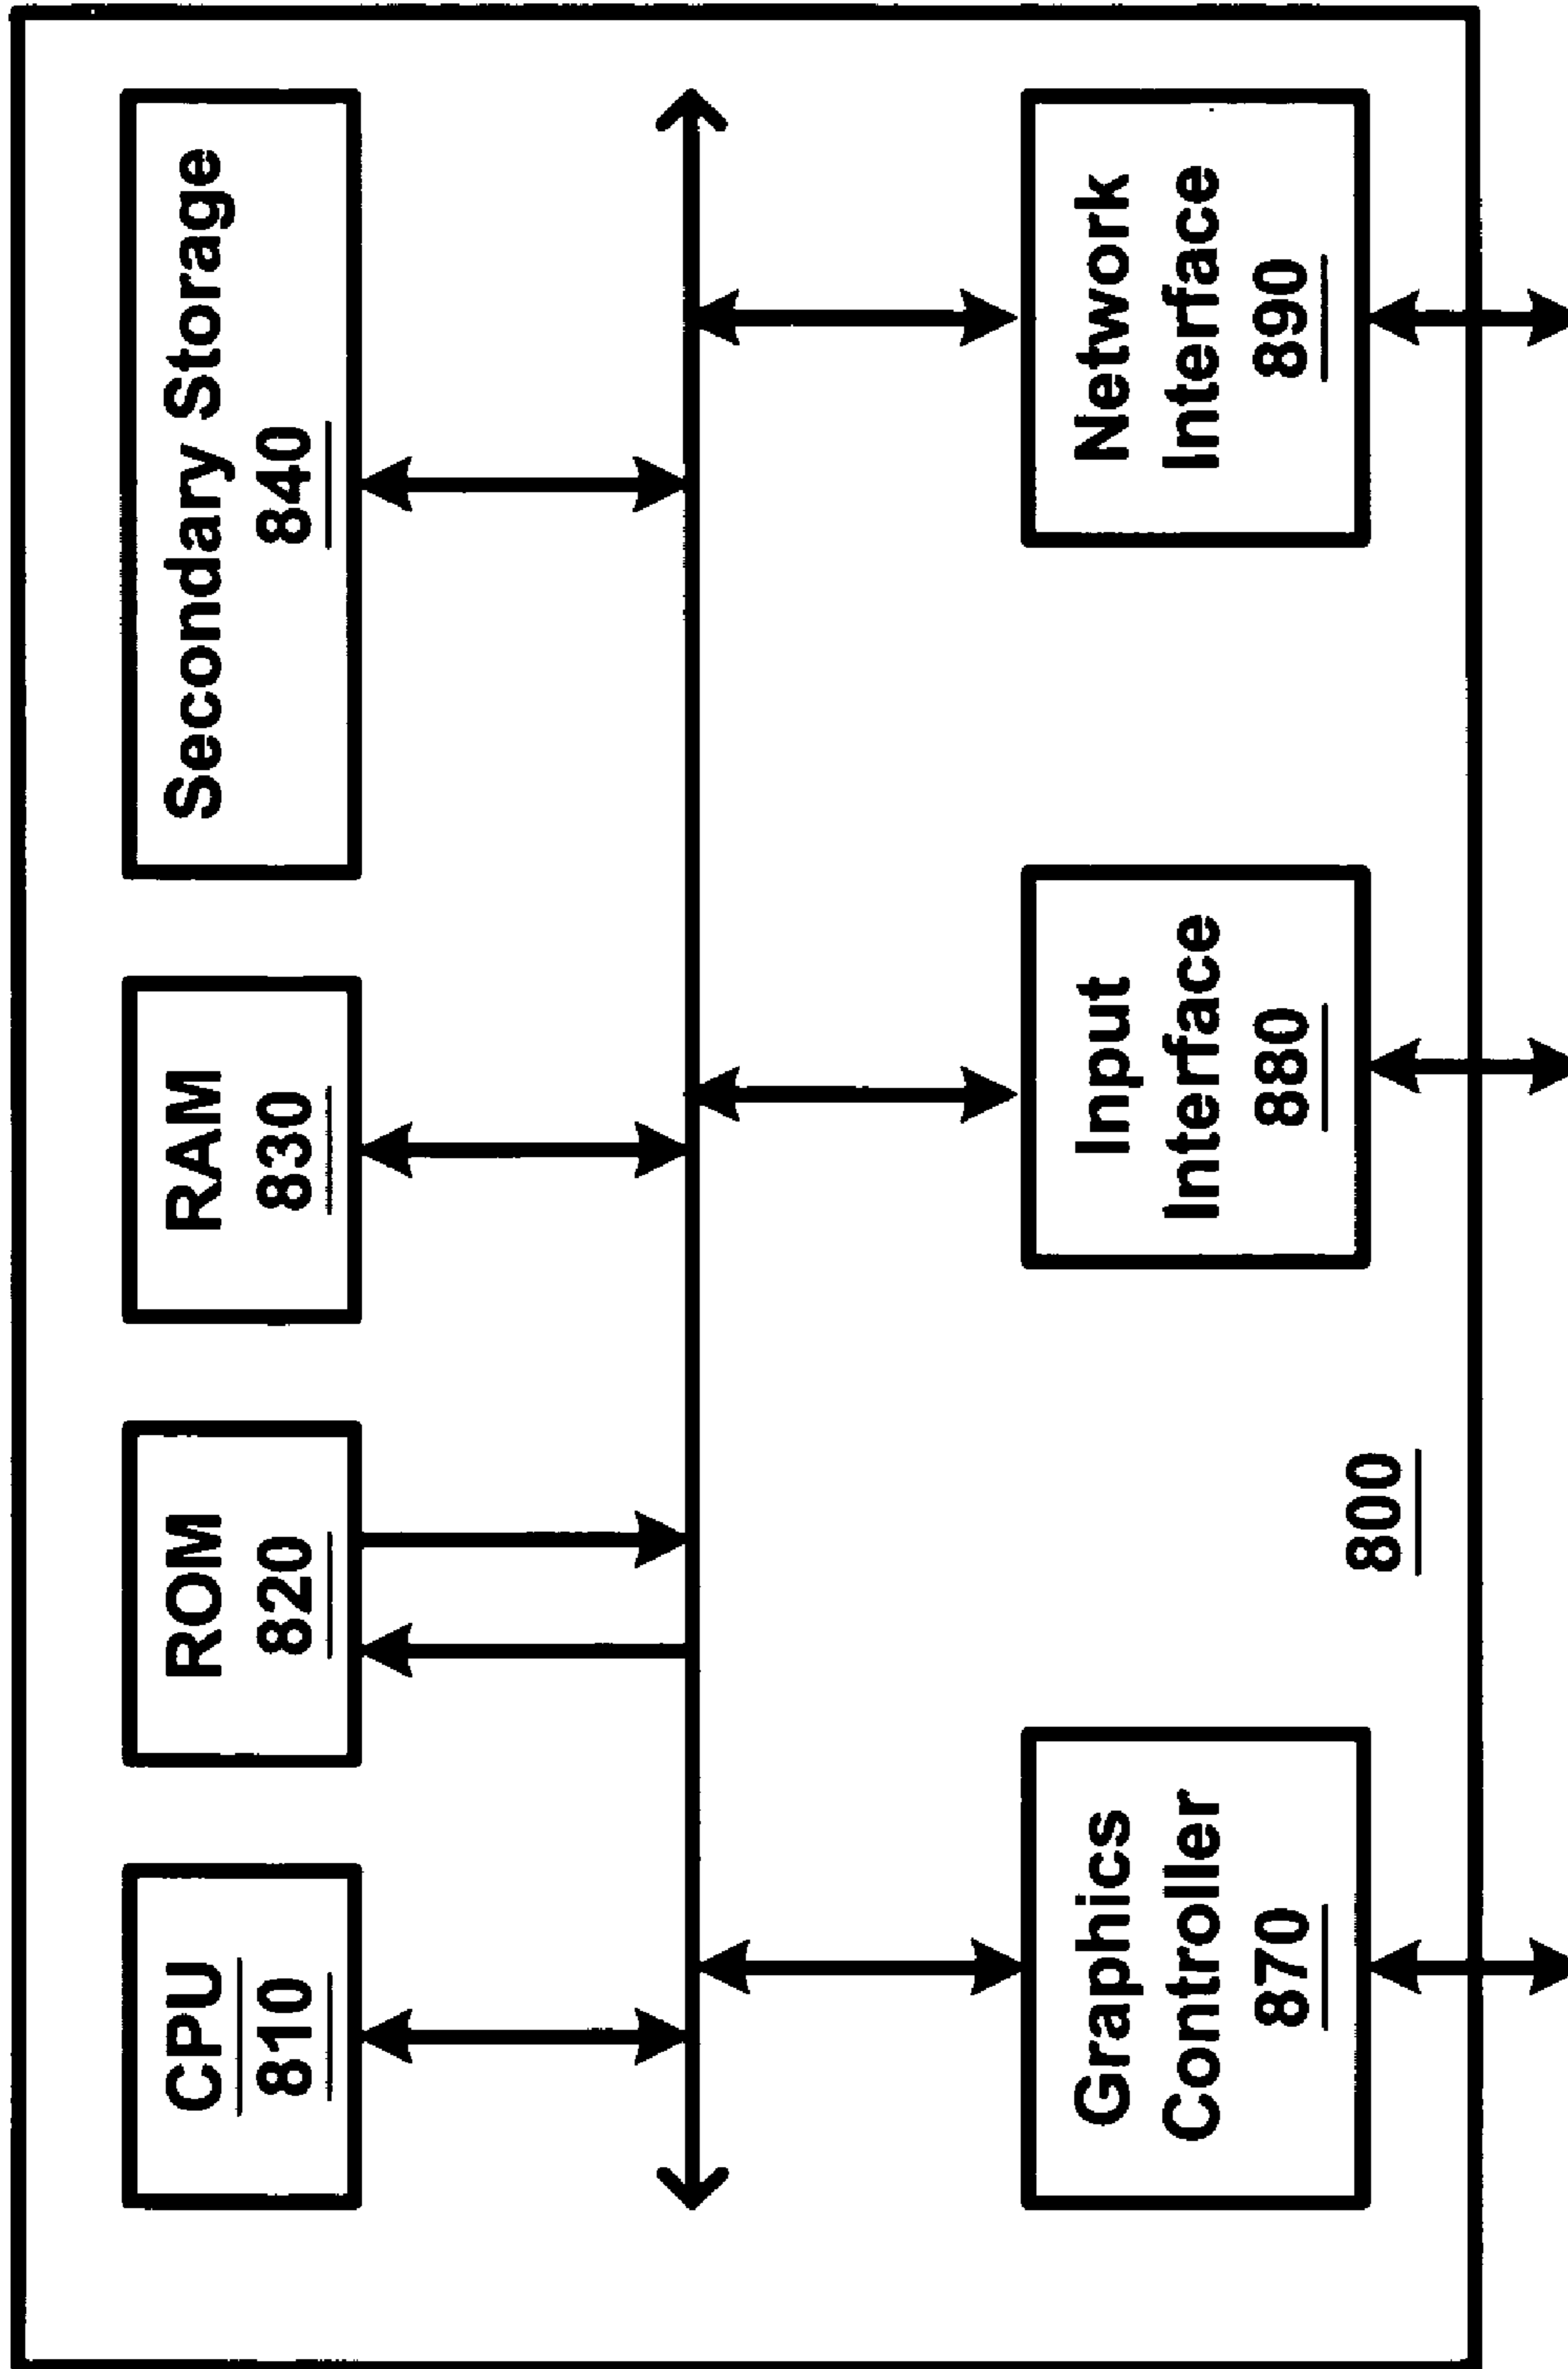 CPU
810
ROM
820
RAM
830
Secondary Storage
840
Graphics
Controller
870
Input
Interface
880
Network
Interface
890
800